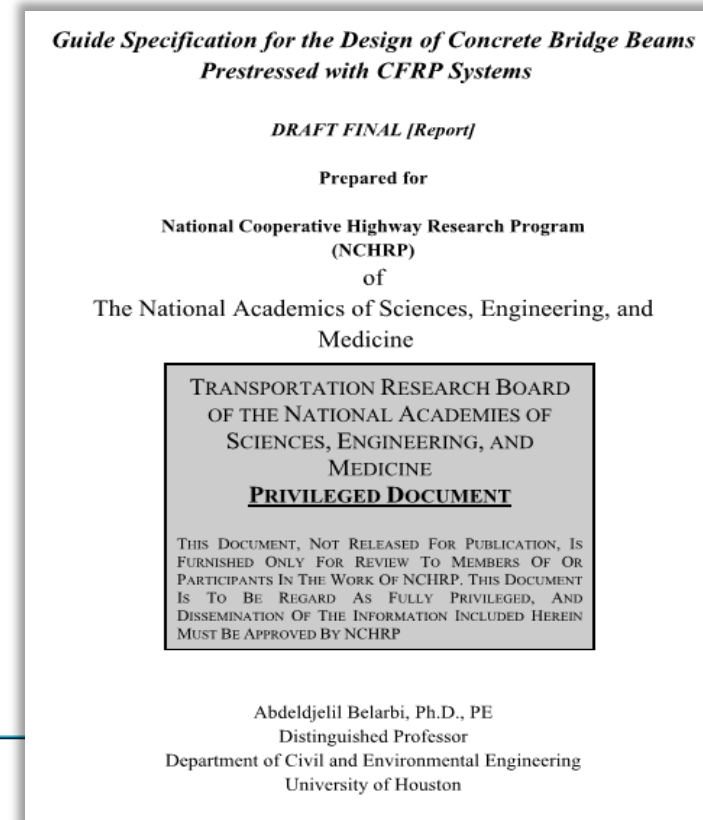 Guide Specification for the Design of Concrete Bridge Beams
Prestressed with CFRP Systems
DRAFT FINAL [Report]
Prepared for
National Cooperative Highway Research Program
(NCHRP)
of
The National Academics of Sciences, Engineering, and
Medicine
TRANSPORTATION RESEARCH BOARD
OF THE NATIONAL ACADEMIES OF
SCIENCES, ENGINEERING, AND
MEDICINE
PRIVILEGED DOCUMENT
THIS DOCUMENT, NOT RELEASED FOR PUBLICATION, IS
FURNISHED ONLY FOR REVIEW TO MEMBERS OF OR
PARTICIPANTS IN THE WORK OF NCHRP. THIS DOCUMENT
IS TO BE REGARD AS FULLY PRIVILEGED, AND
DISSEMINATION OF THE INFORMATION INCLUDED HEREIN
MUST BE APPROVED BY NCHRP
Abdeldjelil Belarbi, Ph.D., PE
Distinguished Professor
Department of Civil and Environmental Engineering
University of Houston